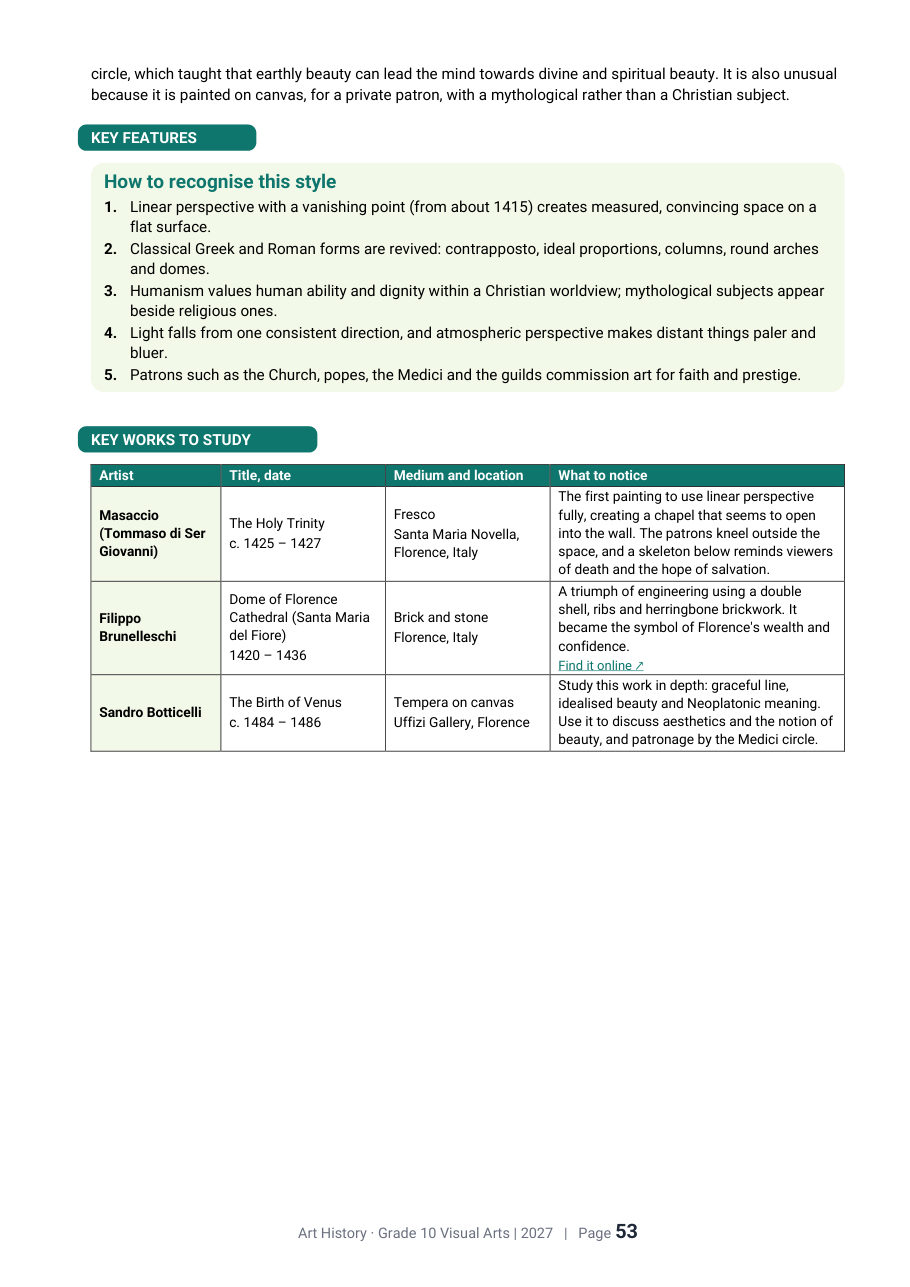 circle, which taught that earthly beauty can lead the mind towards divine and spiritual beauty. It is also unusual
because it is painted on canvas, for a private patron, with a mythological rather than a Christian subject.
KEY FEATURES
How to recognise this style
1. Linear perspective with a vanishing point (from about 1415) creates measured, convincing space on a
flat surface.
2. Classical Greek and Roman forms are revived: contrapposto, ideal proportions, columns, round arches
and domes.
3. Humanism values human ability and dignity within a Christian worldview; mythological subjects appear
beside religious ones.
4. Light falls from one consistent direction, and atmospheric perspective makes distant things paler and
bluer.
5. Patrons such as the Church, popes, the Medici and the guilds commission art for faith and prestige.
KEY WORKS TO STUDY
Artist
Title, date
Medium and location
What to notice
Masaccio
(Tommaso di Ser
Giovanni)
The Holy Trinity
c. 1425 – 1427
Fresco
Santa Maria Novella,
Florence, Italy
The first painting to use linear perspective
fully, creating a chapel that seems to open
into the wall. The patrons kneel outside the
space, and a skeleton below reminds viewers
of death and the hope of salvation.
Filippo
Brunelleschi
Dome of Florence
Cathedral (Santa Maria
del Fiore)
1420 – 1436
Brick and stone
Florence, Italy
A triumph of engineering using a double
shell, ribs and herringbone brickwork. It
became the symbol of Florence's wealth and
confidence.
Find it online ↗
Sandro Botticelli
The Birth of Venus
c. 1484 – 1486
Tempera on canvas
Uffizi Gallery, Florence
Study this work in depth: graceful line,
idealised beauty and Neoplatonic meaning.
Use it to discuss aesthetics and the notion of
beauty, and patronage by the Medici circle.
Art History · Grade 10 Visual Arts | 2027 | Page 53